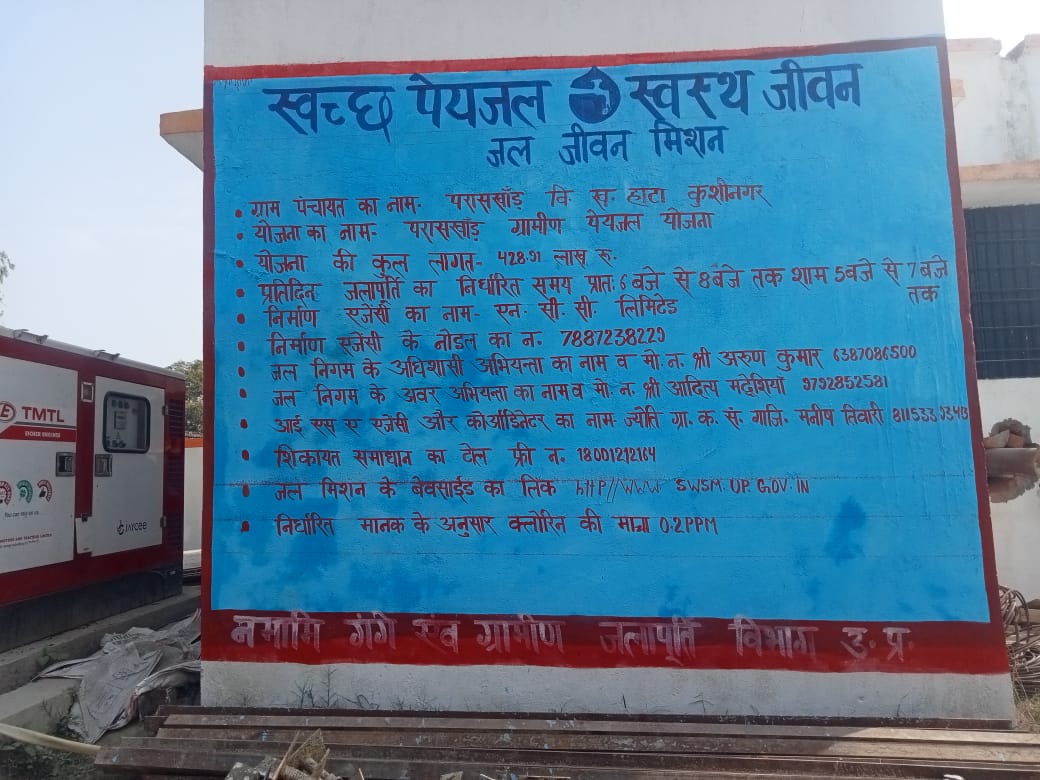 स्वच्छ पेयजल स्वस्थ जीवन
जल जीवन मिशन
• ग्राम पंचायत का नाम- परासखाँड़ वि. ख. हाटा कुशीनगर
• योजना का नाम- परासखाँड़ ग्रामीण पेयजल योजना
• योजना की कुल लागत- 428.91 लाख रु.
• प्रतिदिन जलापूर्ति का निर्धारित समय प्रातः 6 बजे से 8 बजे तक शाम 5 बजे से 7 बजे
तक
• निर्माण एजेंसी का नाम- एन. सी. सी. लिमिटेड
• निर्माण एजेंसी के नोडल का न. 7887238229
• जल निगम के अधिशासी अभियन्ता का नाम व मो. न. श्री अरुण कुमार 6387086500
• जल निगम के अवर अभियन्ता का नाम व मो. न. श्री आदित्य मद्देशिया 9792852581
• आई एस ए एजेंसी और कोआर्डिनेटर का नाम ज्योति ग्रा. क. सं. गाजि. मनीष तिवारी
• शिकायत समाधान का टोल फ्री न. 18001212164
• जल मिशन के बेवसाईड का लिंक http//www SWSM.UP.GOV.IN
• निर्धारित मानक के अनुसार क्लोरिन की मात्रा 0.2PPM
नमामि गंगे एवं ग्रामीण जलापूर्ति विभाग उ. प्र.
TMTL
EICHER ENGINES
JAYCEE